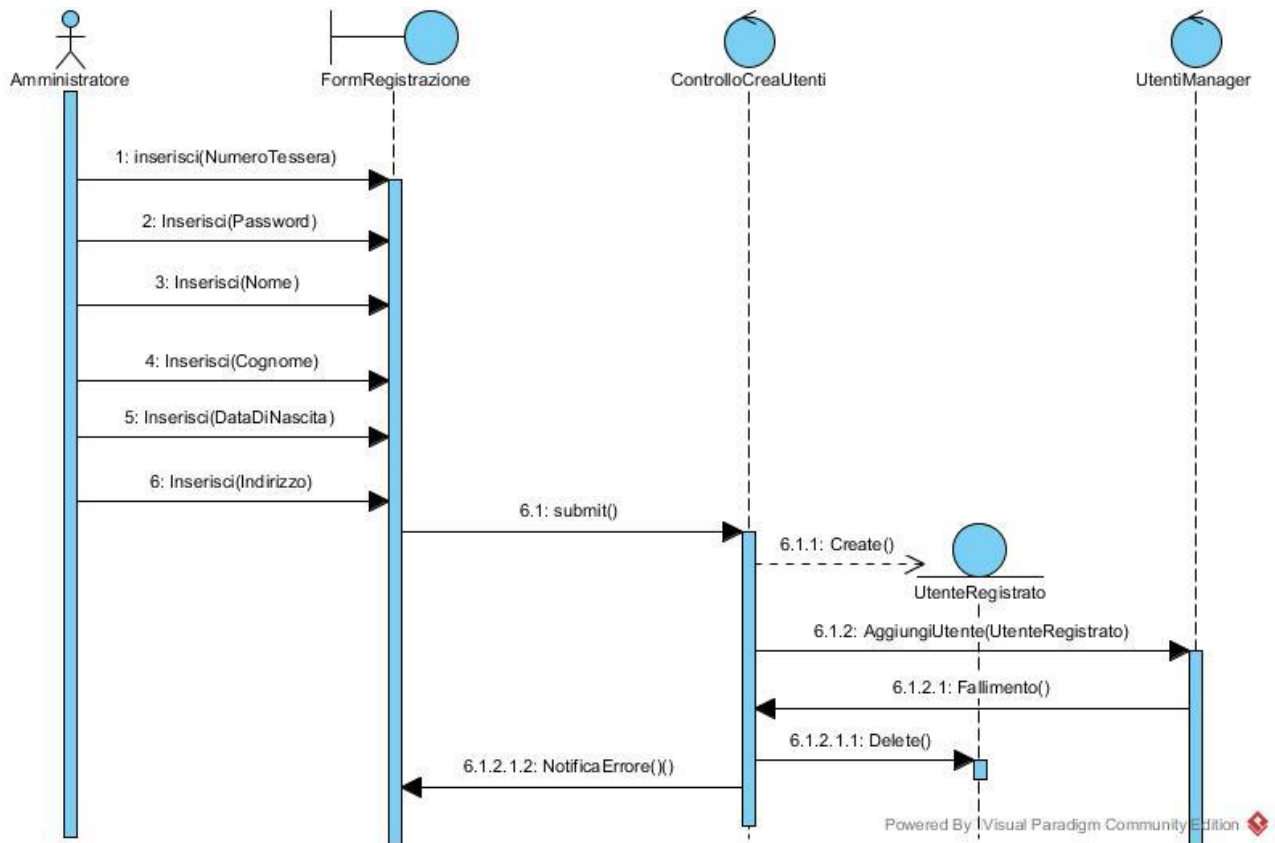 Amministratore
FormRegistrazione
ControlloCreaUtenti
UtentiManager
1: inserisci(NumeroTessera)
2: Inserisci(Password)
3: Inserisci(Nome)
4: Inserisci(Cognome)
5: Inserisci(DataDiNascita)
6: Inserisci(Indirizzo)
6.1: submit()
6.1.1: Create()
UtenteRegistrato
6.1.2: AggiungiUtente(UtenteRegistrato)
6.1.2.1: Fallimento()
6.1.2.1.1: Delete()
6.1.2.1.2: NotificaErrore()()
Powered By Visual Paradigm Community Edition